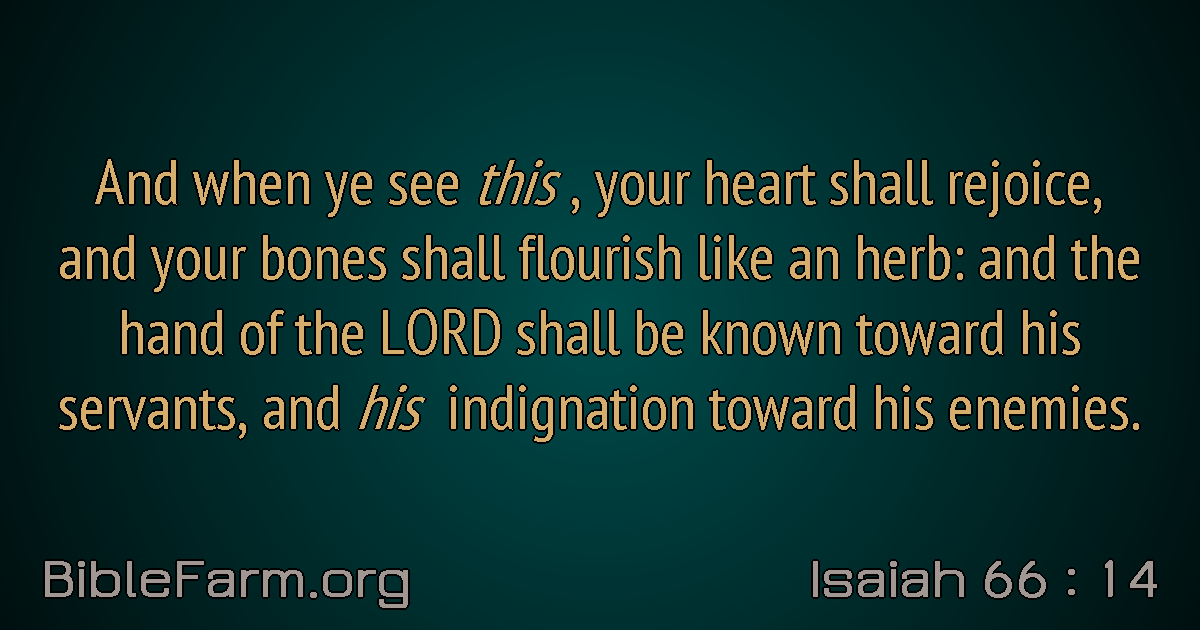 And when ye see this , your heart shall rejoice,
and your bones shall flourish like an herb: and the
hand of the LORD shall be known toward his
servants, and his indignation toward his enemies.
BibleFarm.org
Isaiah 66 : 14